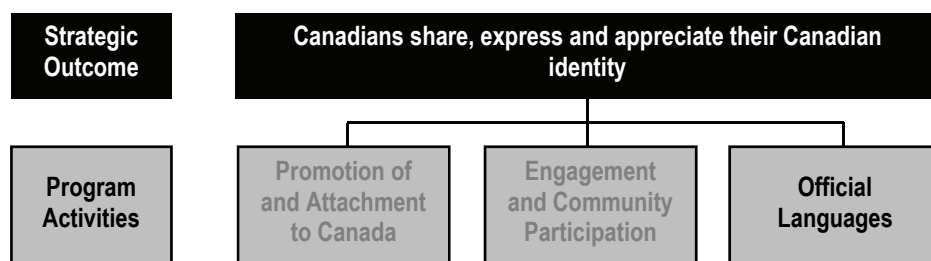 Strategic
Outcome
Canadians share, express and appreciate their Canadian
identity
Program
Activities
Promotion of
and Attachment
to Canada
Engagement
and Community
Participation
Official
Languages